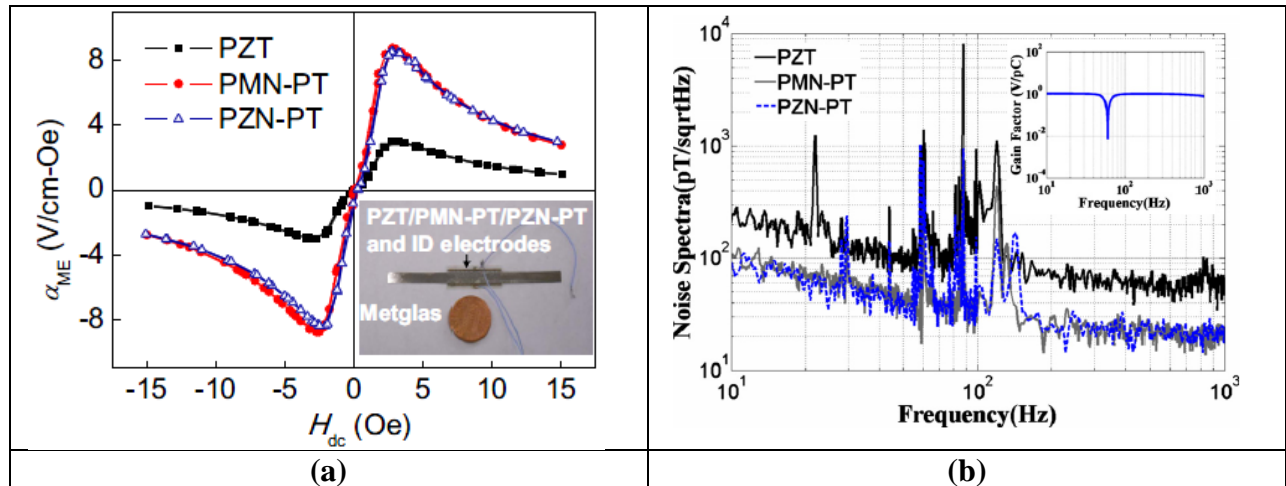 PZT
PMN-PT
PZN-PT
8
4
0
-4
-8
α_ME (V/cm-Oe)
-15 -10 -5 0 5 10 15
H_dc (Oe)
PZT/PMN-PT/PZN-PT
and ID electrodes
Metglas
(a)
PZT
PMN-PT
PZN-PT
10^4
10^3
10^2
10^1
Noise Spectra(pT/sqrtHz)
10^1 10^2 10^3
Frequency(Hz)
10^2
10^0
10^-2
10^-4
Gain Factor (V/pC)
10^1 10^2 10^3
Frequency(Hz)
(b)